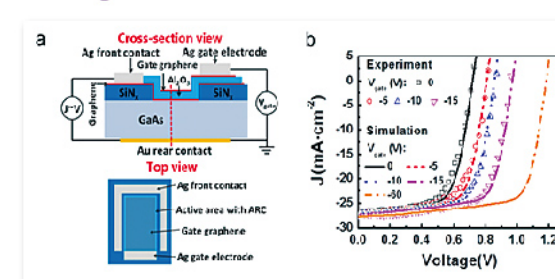 a
Cross-section view
Ag front contact
Ag gate electrode
Gate graphene
Al₂O₃
Graphene
SiNₓ
SiNₓ
J-V
GaAs
Au rear contact
Top view
Ag front contact
Active area with ARC
Gate graphene
Ag gate electrode
b
Experiment
V_gate (V): 0
-5 -10 -15
Simulation
V_gate (V):
0 -5
-10 -15
J(mA·cm⁻²)
5
0
-5
-10
-15
-20
-25
-30
0.0 0.2 0.4 0.6 0.8 1.0 1.2
Voltage(V)